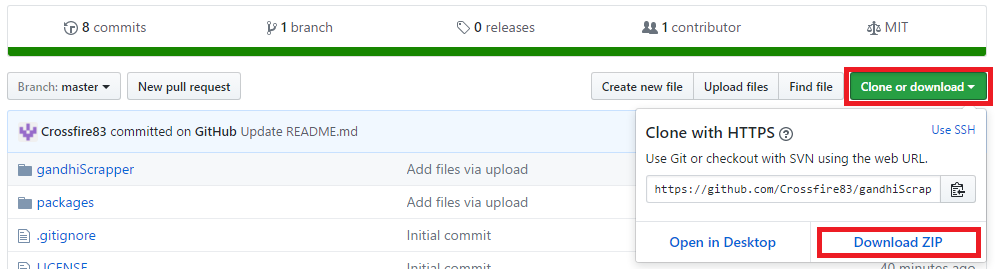 8 commits 1 branch 0 releases 1 contributor MIT
Branch: master New pull request Create new file Upload files Find file Clone or download
Crossfire83 committed on GitHub Update README.md
Clone with HTTPS Use SSH
Use Git or checkout with SVN using the web URL.
https://github.com/Crossfire83/gandhiScrap
Open in Desktop Download ZIP
gandhiScrapper Add files via upload
packages Add files via upload
.gitignore Initial commit
LICENSE Initial commit 40 minutes ago